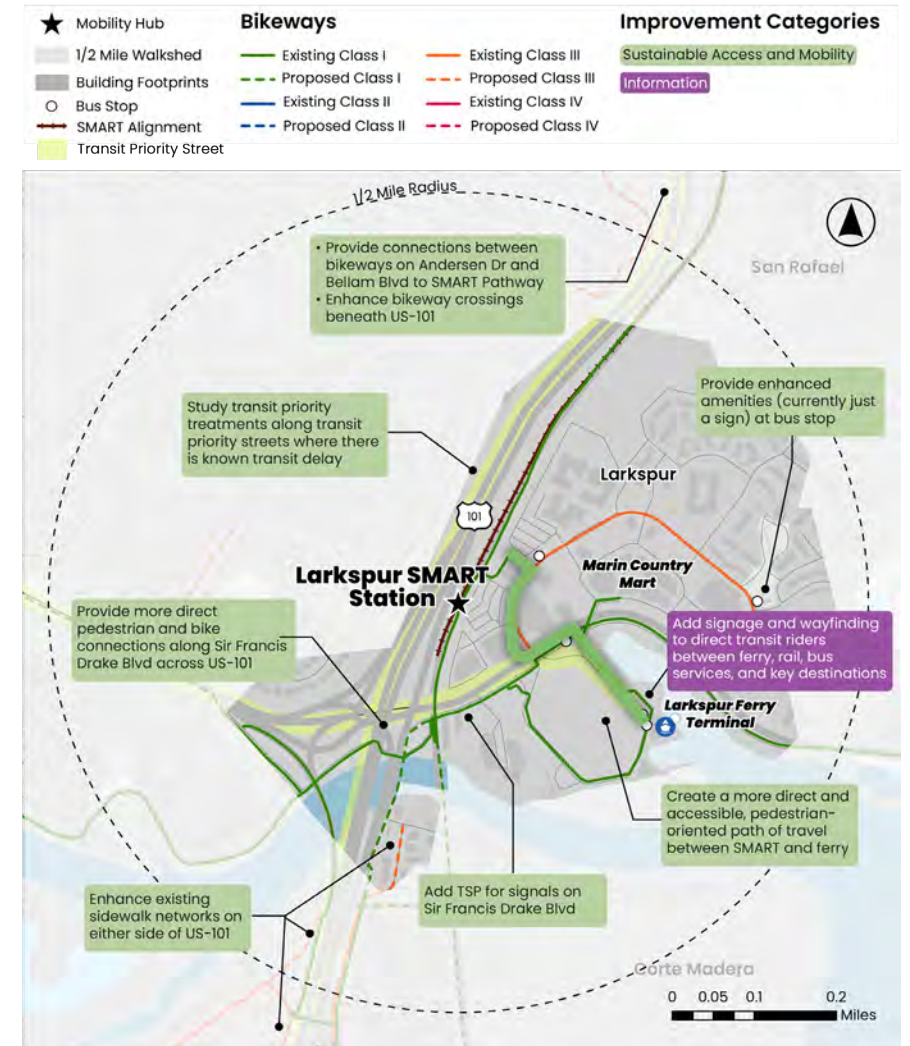 Mobility Hub
1/2 Mile Walkshed
Building Footprints
Bus Stop
SMART Alignment
Transit Priority Street
Bikeways
Existing Class I
Proposed Class I
Existing Class II
Proposed Class II
Existing Class III
Proposed Class III
Existing Class IV
Proposed Class IV
Improvement Categories
Sustainable Access and Mobility
Information
1/2 Mile Radius
San Rafael
• Provide connections between
bikeways on Andersen Dr and
Bellam Blvd to SMART Pathway
• Enhance bikeway crossings
beneath US-101
Study transit priority
treatments along transit
priority streets where there
is known transit delay
Provide enhanced
amenities (currently just
a sign) at bus stop
Larkspur
101
Larkspur SMART
Station
Marin Country
Mart
Provide more direct
pedestrian and bike
connections along Sir Francis
Drake Blvd across US-101
Add signage and wayfinding
to direct transit riders
between ferry, rail, bus
services, and key destinations
Larkspur Ferry
Terminal
Create a more direct and
accessible, pedestrian-
oriented path of travel
between SMART and ferry
Add TSP for signals on
Sir Francis Drake Blvd
Enhance existing
sidewalk networks on
either side of US-101
Corte Madera
0 0.05 0.1 0.2
Miles